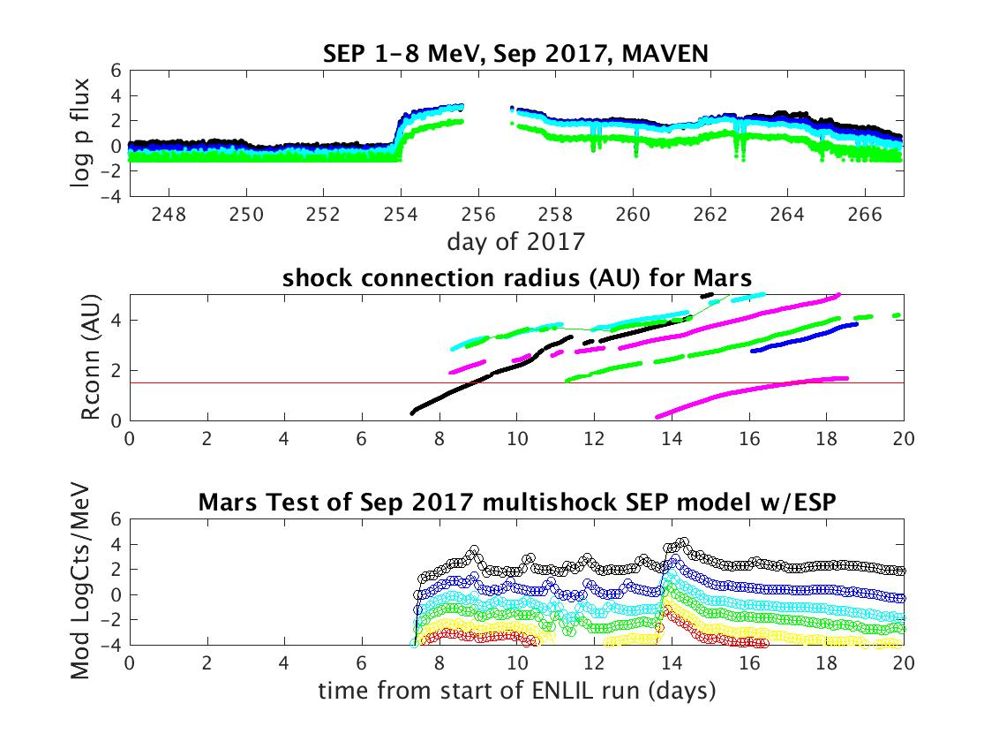 SEP 1-8 MeV, Sep 2017, MAVEN
log p flux
6
4
2
0
-2
-4
248 250 252 254 256 258 260 262 264 266
day of 2017
shock connection radius (AU) for Mars
Rconn (AU)
4
2
0
0 2 4 6 8 10 12 14 16 18 20
Mars Test of Sep 2017 multishock SEP model w/ESP
Mod LogCts/MeV
6
4
2
0
-2
-4
0 2 4 6 8 10 12 14 16 18 20
time from start of ENLIL run (days)